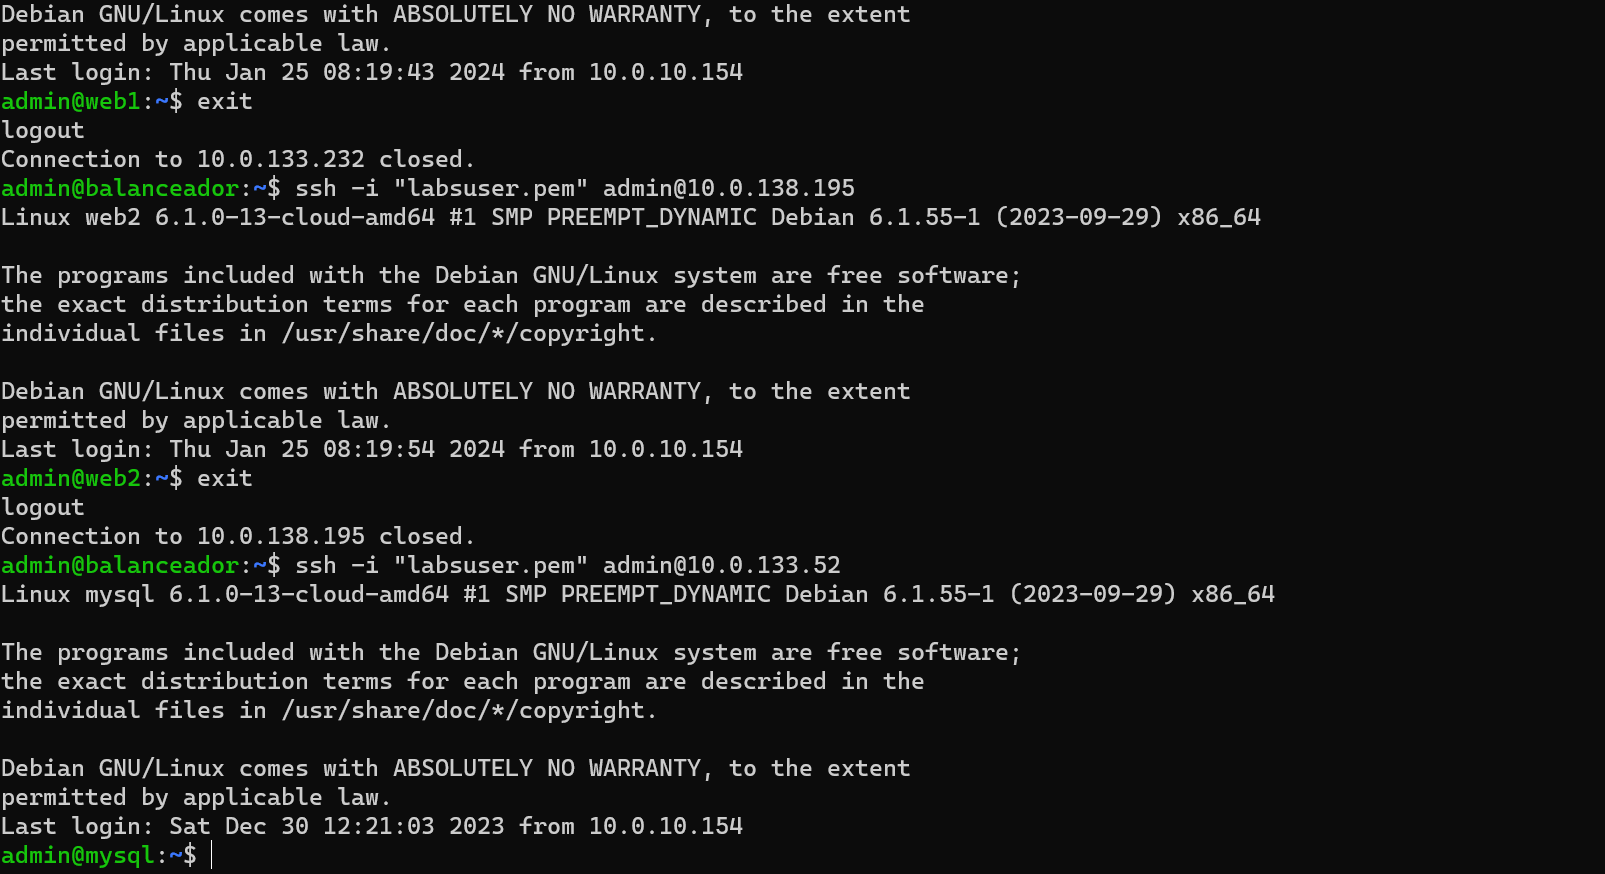 Debian GNU/Linux comes with ABSOLUTELY NO WARRANTY, to the extent
permitted by applicable law.
Last login: Thu Jan 25 08:19:43 2024 from 10.0.10.154
admin@web1:~$ exit
logout
Connection to 10.0.133.232 closed.
admin@balanceador:~$ ssh -i "labsuser.pem" admin@10.0.138.195
Linux web2 6.1.0-13-cloud-amd64 #1 SMP PREEMPT_DYNAMIC Debian 6.1.55-1 (2023-09-29) x86_64

The programs included with the Debian GNU/Linux system are free software;
the exact distribution terms for each program are described in the
individual files in /usr/share/doc/*/copyright.

Debian GNU/Linux comes with ABSOLUTELY NO WARRANTY, to the extent
permitted by applicable law.
Last login: Thu Jan 25 08:19:54 2024 from 10.0.10.154
admin@web2:~$ exit
logout
Connection to 10.0.138.195 closed.
admin@balanceador:~$ ssh -i "labsuser.pem" admin@10.0.133.52
Linux mysql 6.1.0-13-cloud-amd64 #1 SMP PREEMPT_DYNAMIC Debian 6.1.55-1 (2023-09-29) x86_64

The programs included with the Debian GNU/Linux system are free software;
the exact distribution terms for each program are described in the
individual files in /usr/share/doc/*/copyright.

Debian GNU/Linux comes with ABSOLUTELY NO WARRANTY, to the extent
permitted by applicable law.
Last login: Sat Dec 30 12:21:03 2023 from 10.0.10.154
admin@mysql:~$